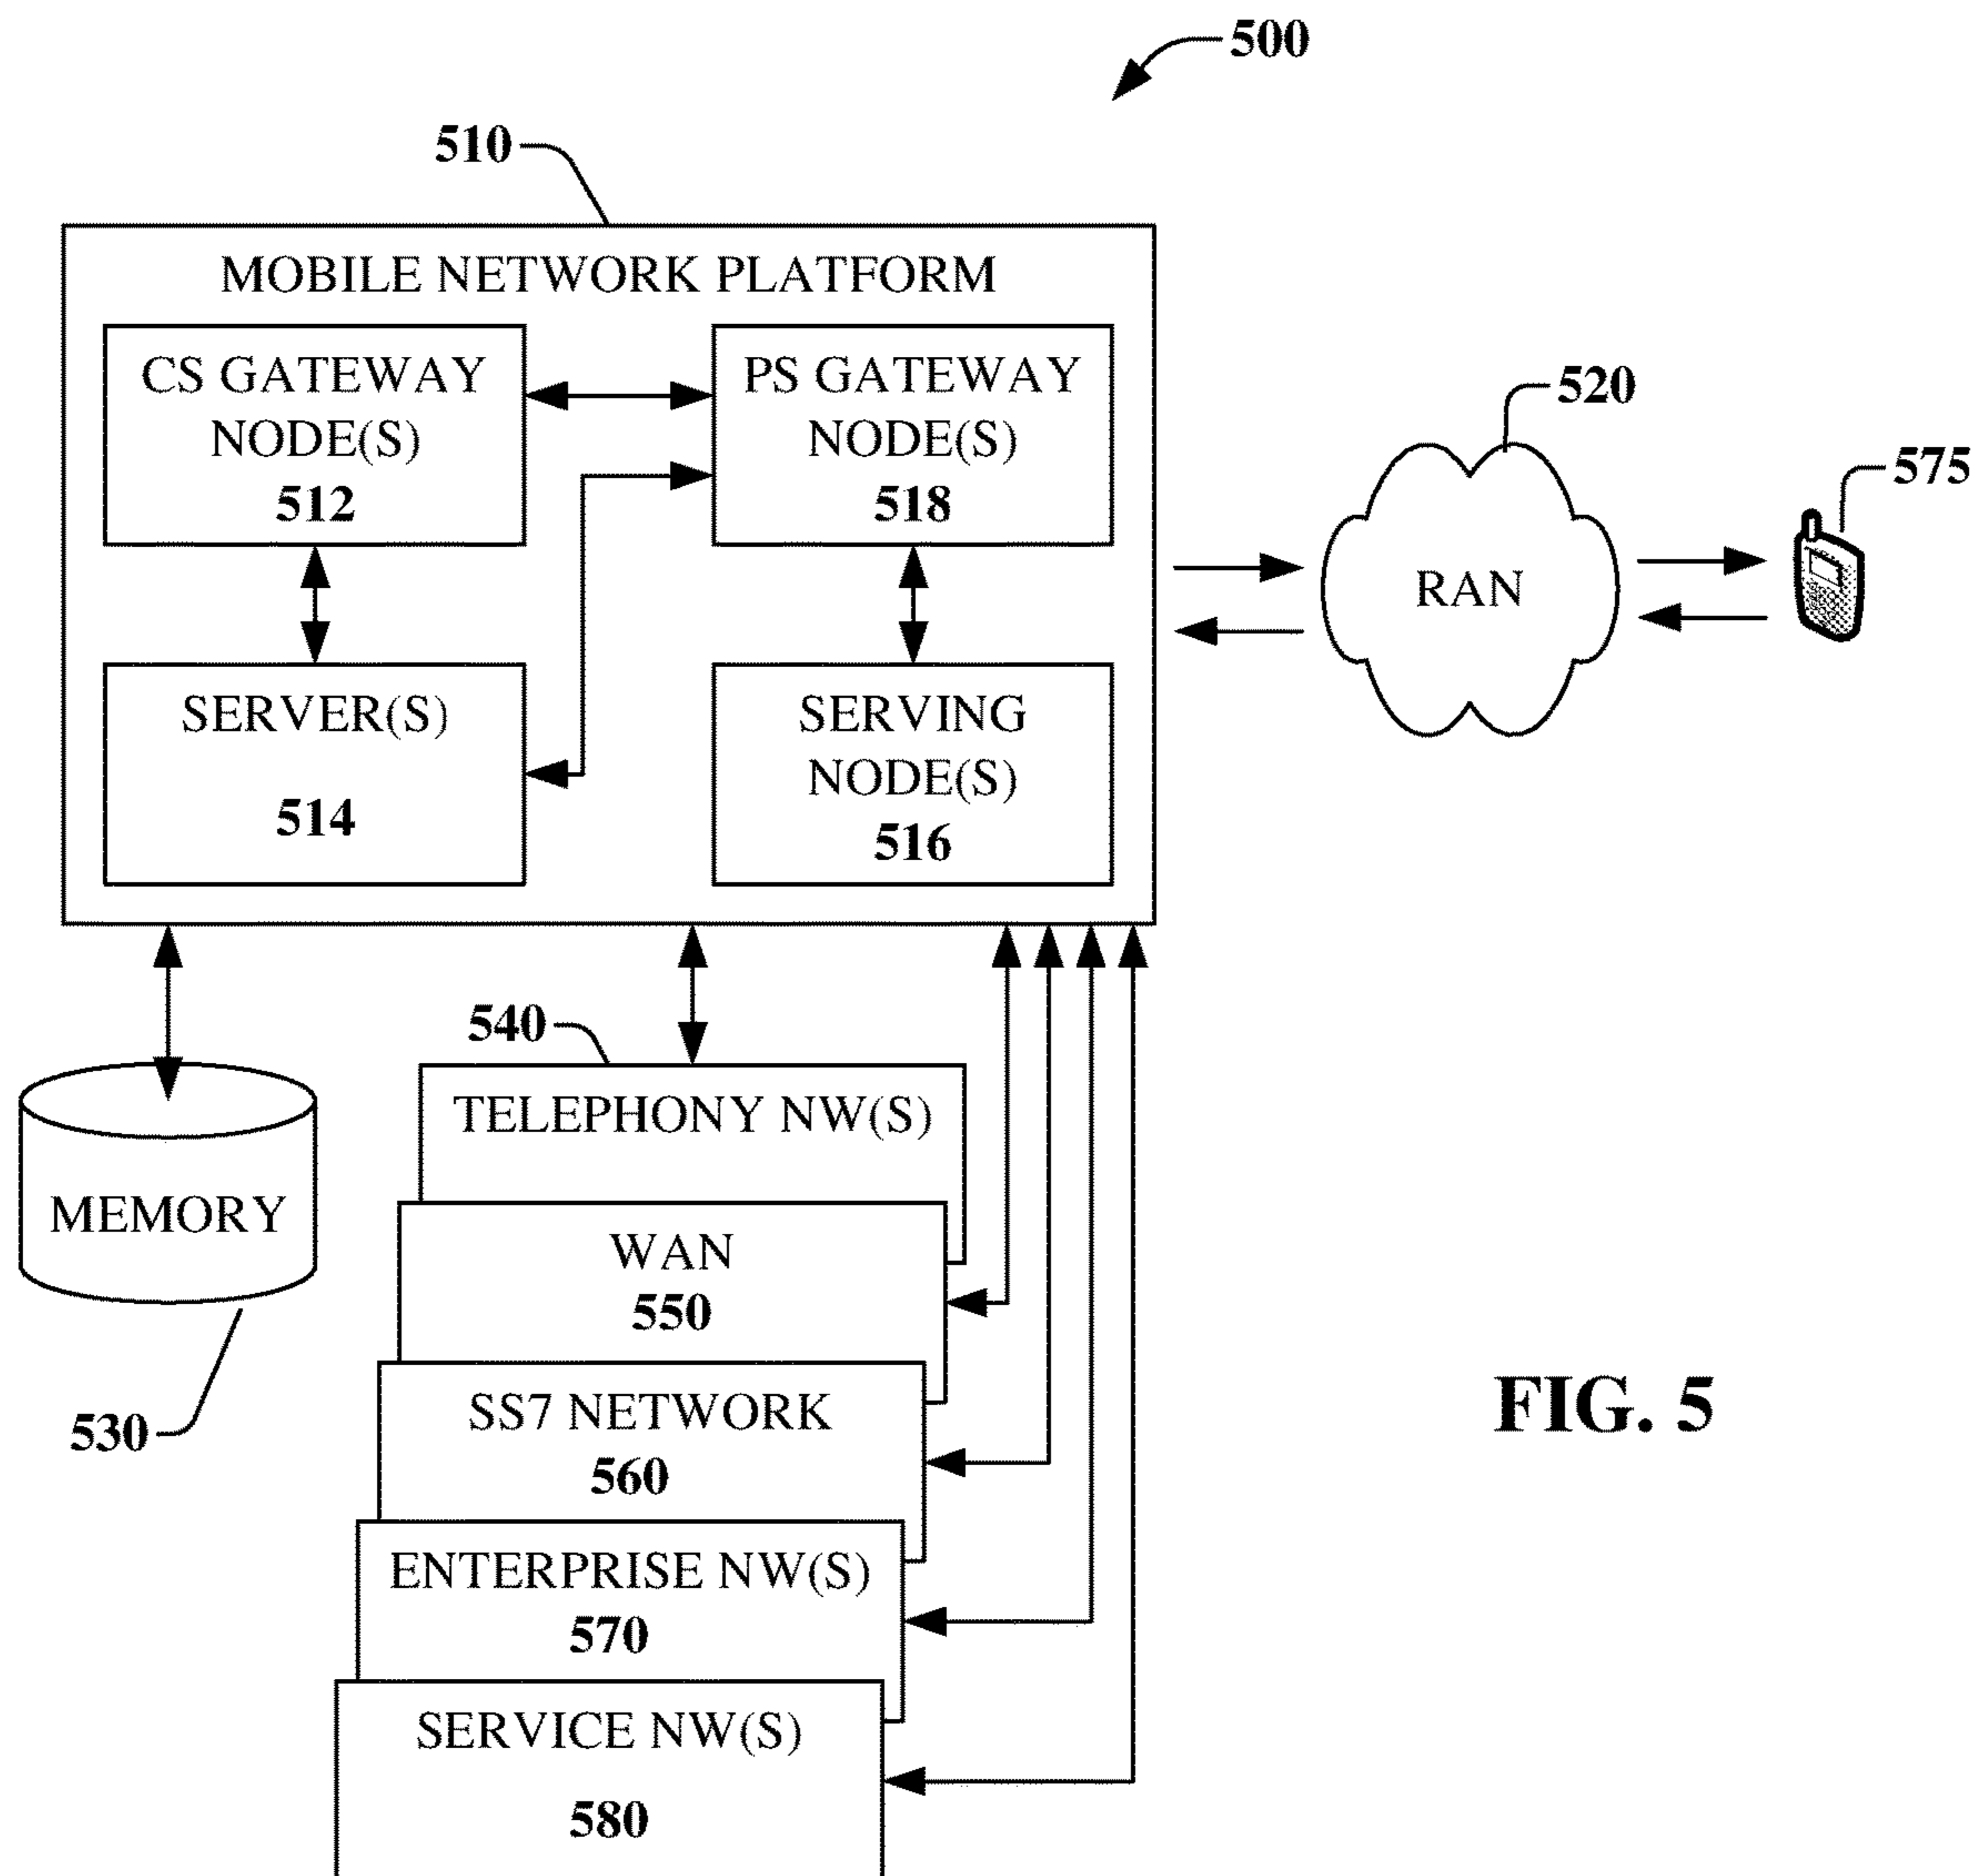 500
510
MOBILE NETWORK PLATFORM
CS GATEWAY
NODE(S)
512
PS GATEWAY
NODE(S)
518
SERVER(S)
514
SERVING
NODE(S)
516
520
RAN
575
540
TELEPHONY NW(S)
MEMORY
530
WAN
550
SS7 NETWORK
560
ENTERPRISE NW(S)
570
SERVICE NW(S)
580
FIG. 5